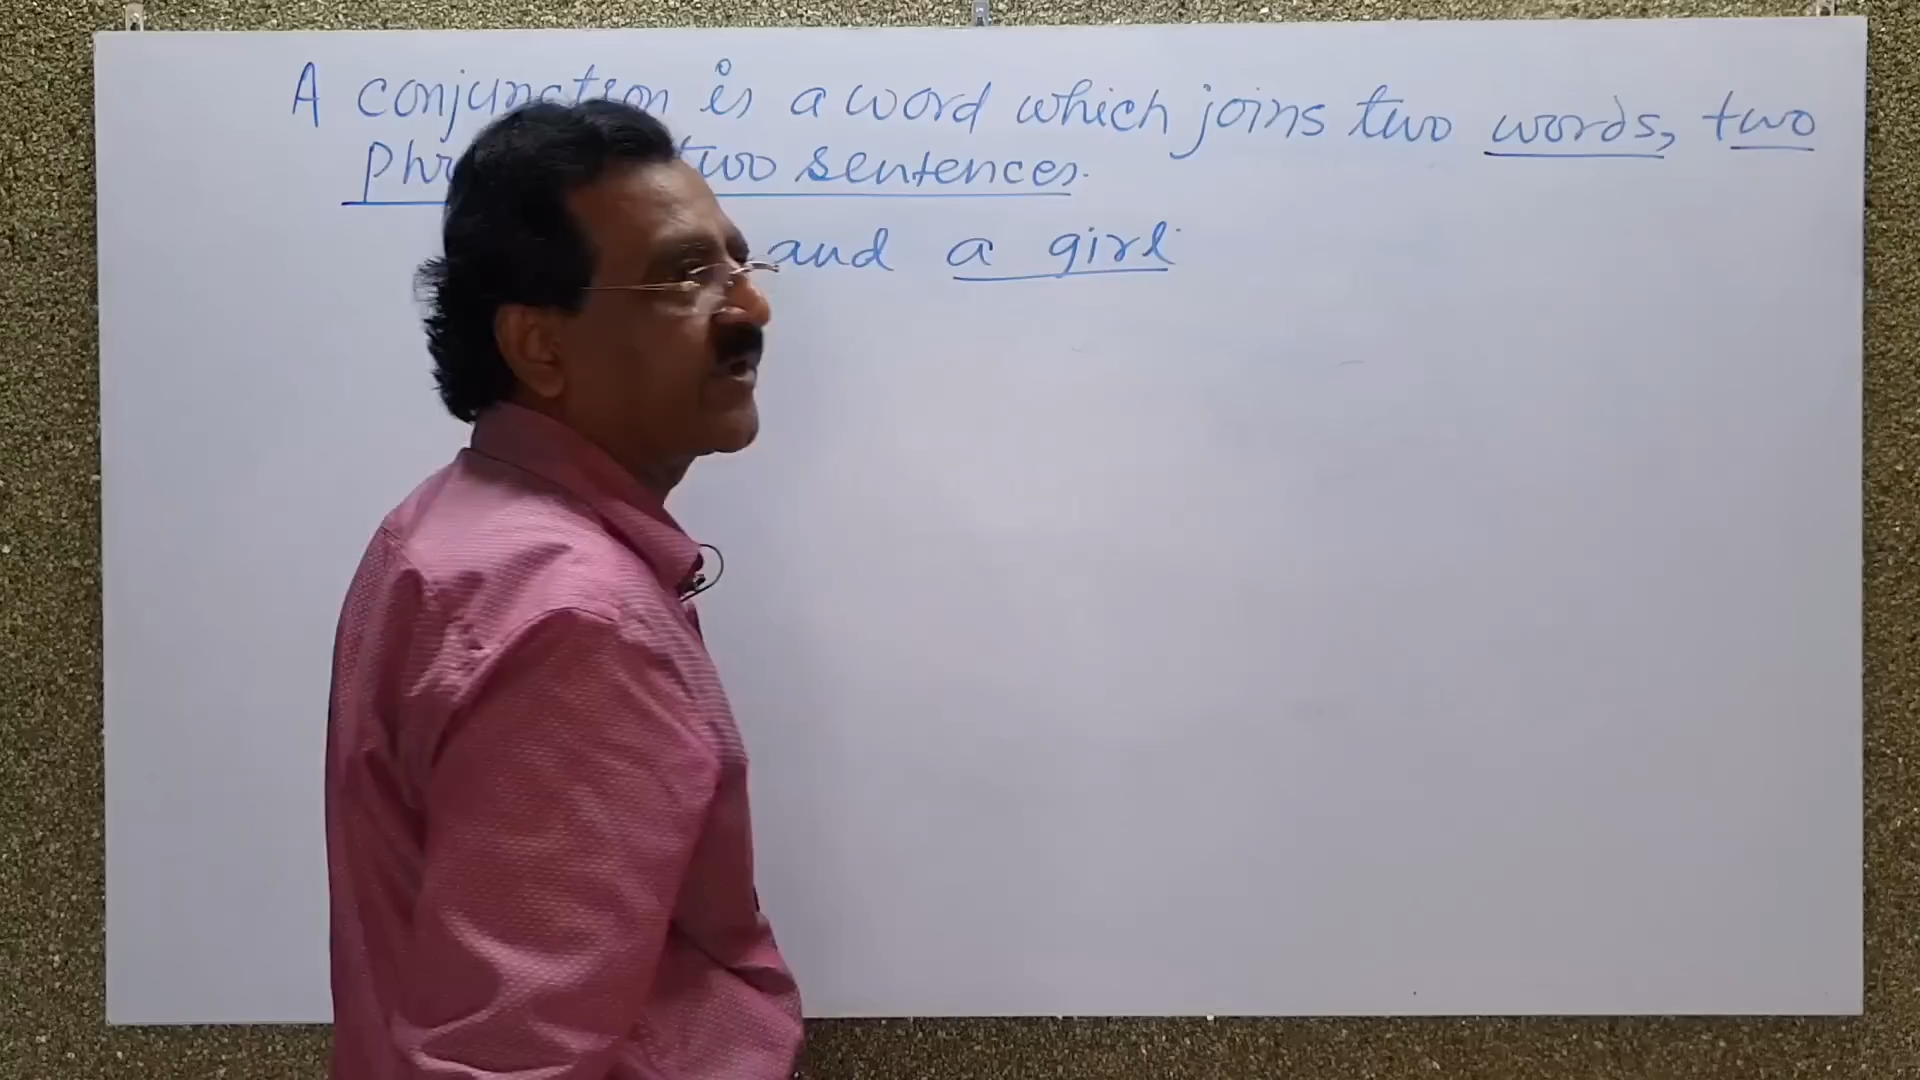 A conjunction is a word which joins two words, two
two sentences.
and a girl